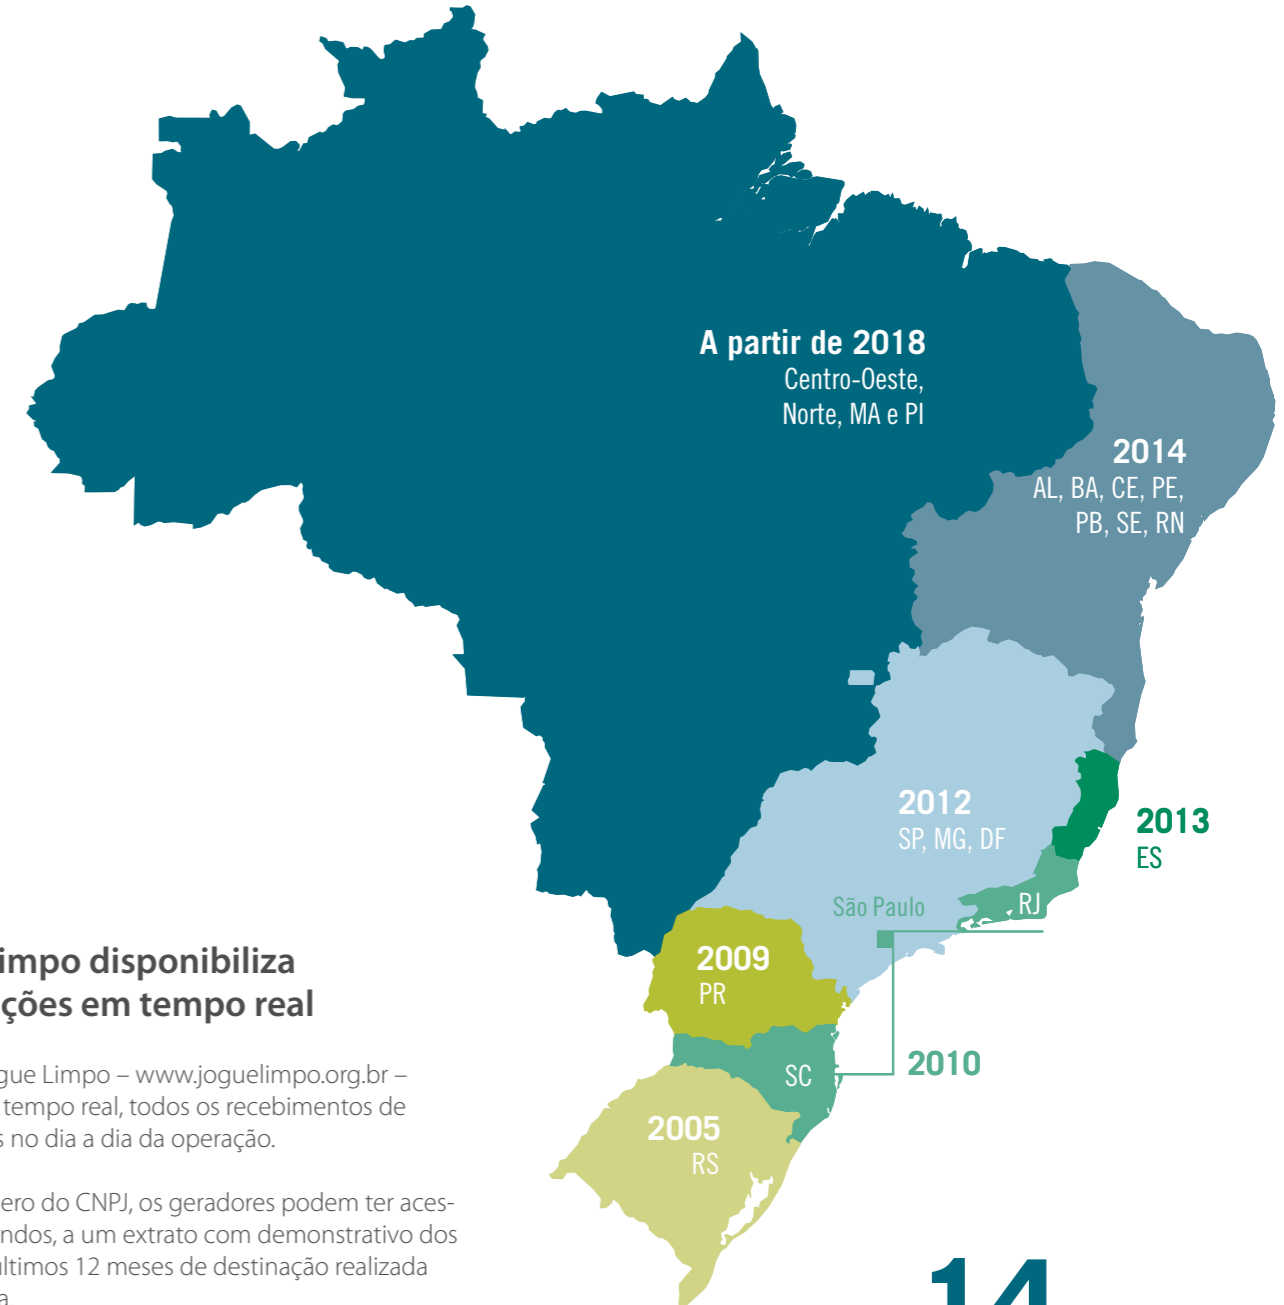 A partir de 2018
Centro-Oeste,
Norte, MA e PI
2014
AL, BA, CE, PE,
PB, SE, RN
2012
SP, MG, DF
2013
ES
São Paulo
RJ
2009
PR
2010
SC
2005
RS
impo disponibiliza
ções em tempo real
gue Limpo – www.joguelimpo.org.br –
tempo real, todos os recebimentos de
s no dia a dia da operação.
ero do CNPJ, os geradores podem ter aces-
ndos, a um extrato com demonstrativo dos
últimos 12 meses de destinação realizada
a
14